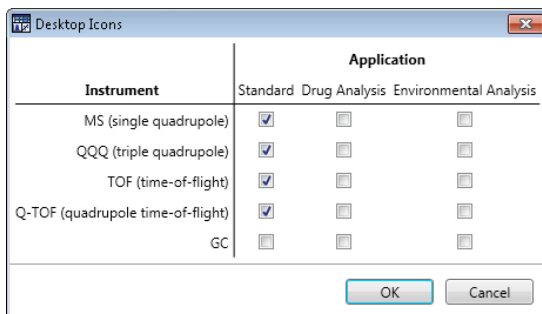 Desktop Icons
Application
Instrument Standard Drug Analysis Environmental Analysis
MS (single quadrupole)
QQQ (triple quadrupole)
TOF (time-of-flight)
Q-TOF (quadrupole time-of-flight)
GC
OK Cancel